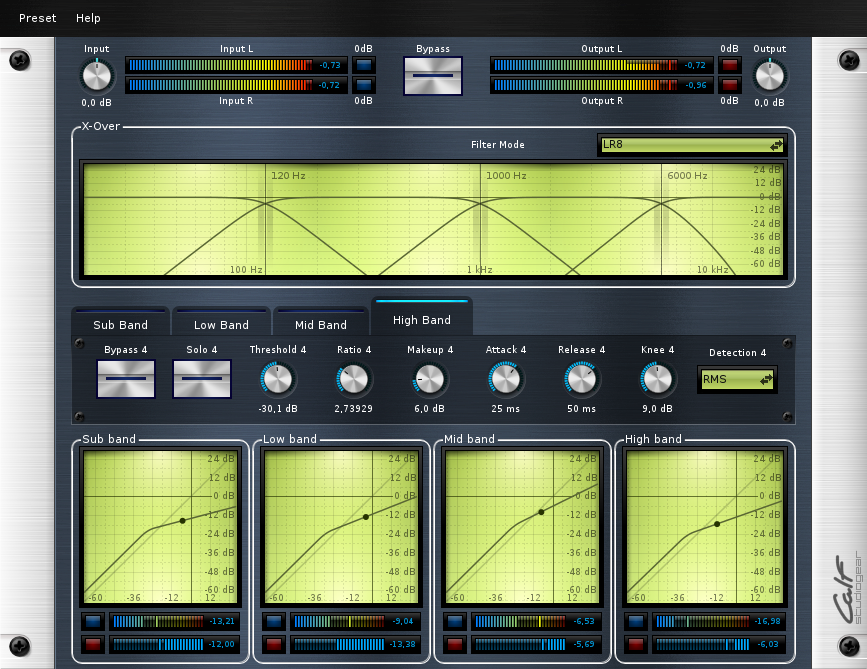 Preset Help
Input Input L 0dB Bypass Output L 0dB Output
-0,73 -0,72
-0,72 -0,96
0,0 dB Input R 0dB Output R 0dB 0,0 dB
X-Over
Filter Mode LR8
120 Hz 1000 Hz 6000 Hz
24 dB
12 dB
0 dB
-12 dB
-24 dB
-36 dB
-48 dB
-60 dB
100 Hz 1 kHz 10 kHz
Sub Band Low Band Mid Band High Band
Bypass 4 Solo 4 Threshold 4 Ratio 4 Makeup 4 Attack 4 Release 4 Knee 4 Detection 4
RMS
-30,1 dB 2,73929 6,0 dB 25 ms 50 ms 9,0 dB
Sub band Low band Mid band High band
24 dB 24 dB 24 dB 24 dB
12 dB 12 dB 12 dB 12 dB
0 dB 0 dB 0 dB 0 dB
-12 dB -12 dB -12 dB -12 dB
-24 dB -24 dB -24 dB -24 dB
-36 dB -36 dB -36 dB -36 dB
-48 dB -48 dB -48 dB -48 dB
-60 dB -60 dB -60 dB -60 dB
-60 -36 -12 12 -60 -36 -12 12 -60 -36 -12 12 -60 -36 -12 12
-13,21 -9,04 -6,53 -16,98
-12,00 -13,38 -5,69 -6,03
Calf
studiogear